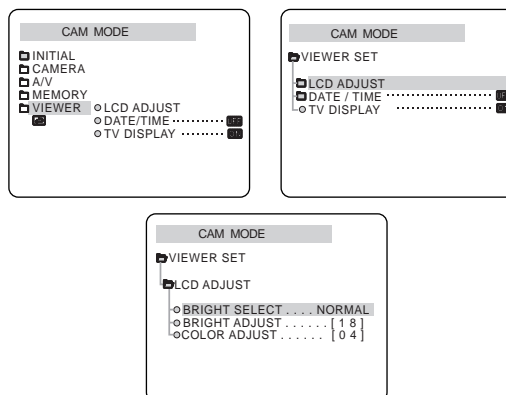 CAM MODE
INITIAL
CAMERA
A/V
MEMORY
VIEWER LCD ADJUST
DATE/TIME ········· OFF
TV DISPLAY ········ ON
CAM MODE
VIEWER SET
LCD ADJUST
DATE / TIME ·················
TV DISPLAY ···············
CAM MODE
VIEWER SET
LCD ADJUST
BRIGHT SELECT . . . . NORMAL
BRIGHT ADJUST . . . . . . [ 1 8 ]
COLOR ADJUST . . . . . . [ 0 4 ]